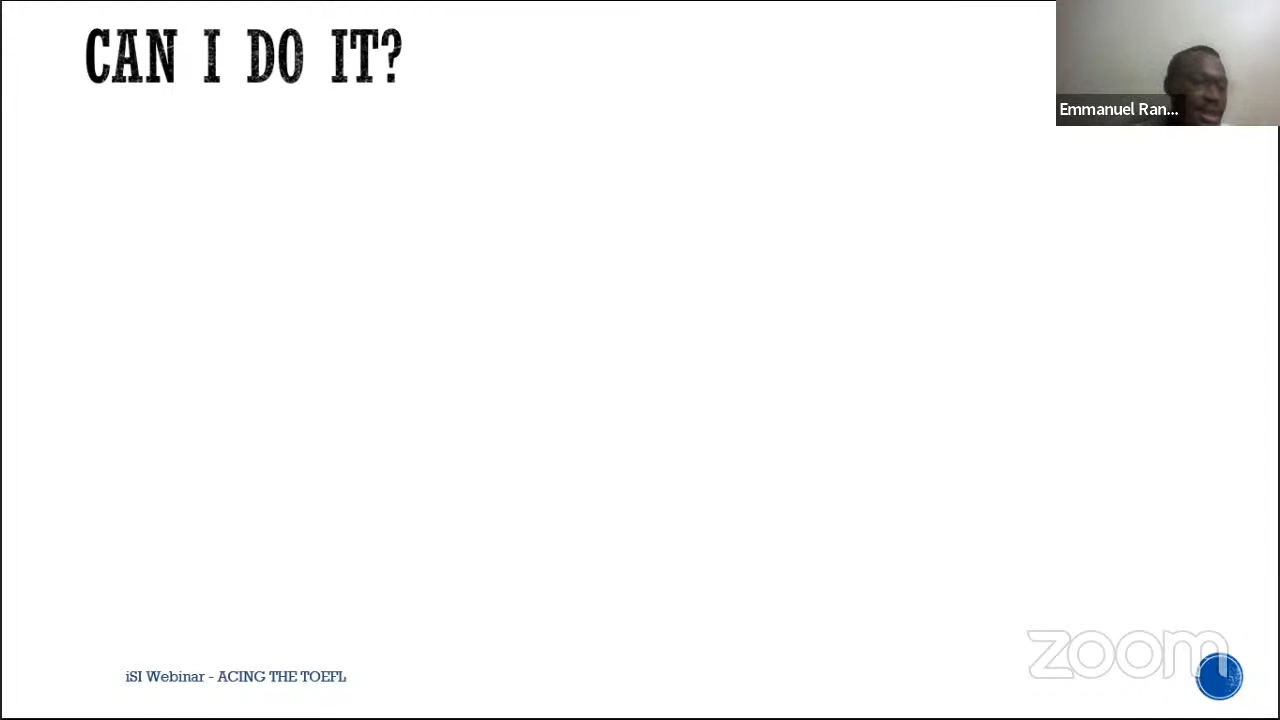 CAN I DO IT?
Emmanuel Ran...
iSI Webinar - ACING THE TOEFL
zoom